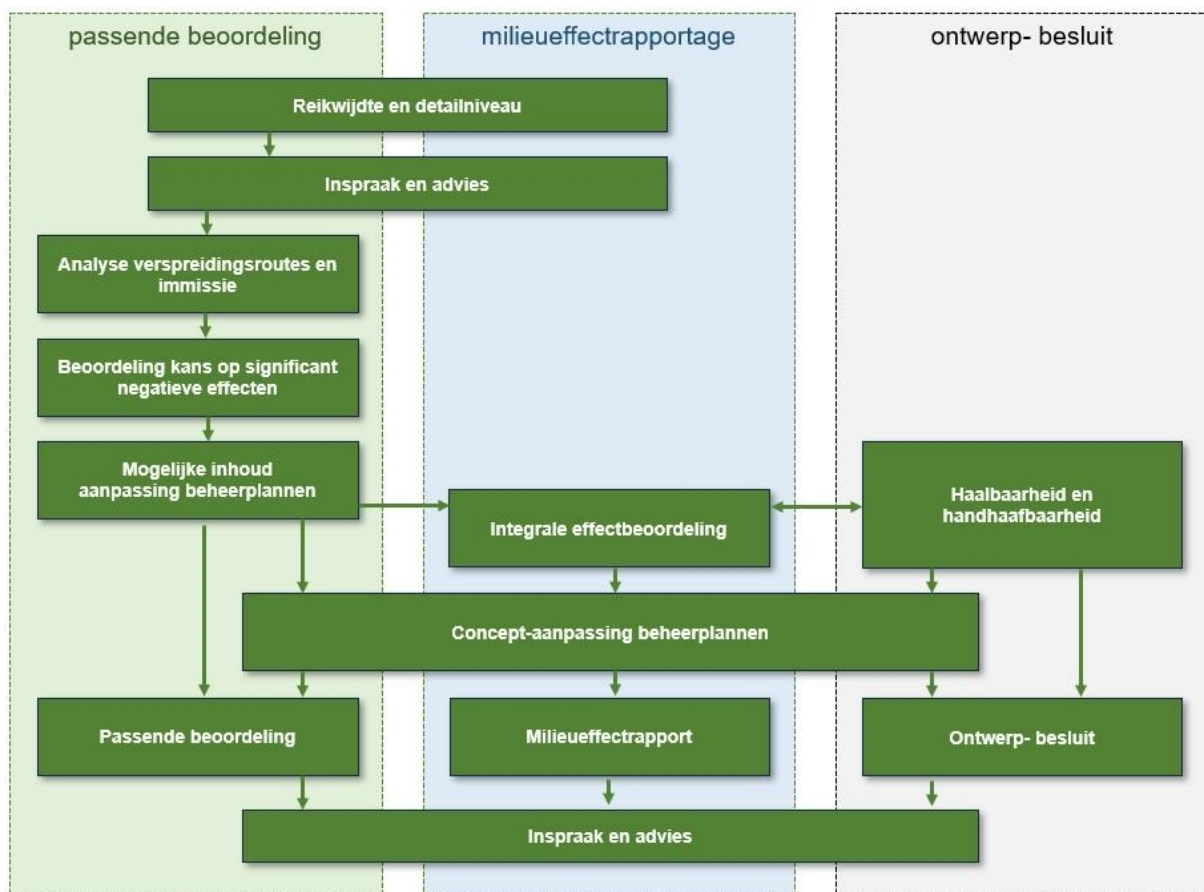 passende beoordeling
milieueffectrapportage
ontwerp- besluit
Reikwijdte en detailniveau
Inspraak en advies
Analyse verspreidingsroutes en
immissie
Beoordeling kans op significant
negatieve effecten
Mogelijke inhoud
aanpassing beheerplannen
Integrale effectbeoordeling
Haalbaarheid en
handhaafbaarheid
Concept-aanpassing beheerplannen
Passende beoordeling
Milieueffectrapport
Ontwerp- besluit
Inspraak en advies